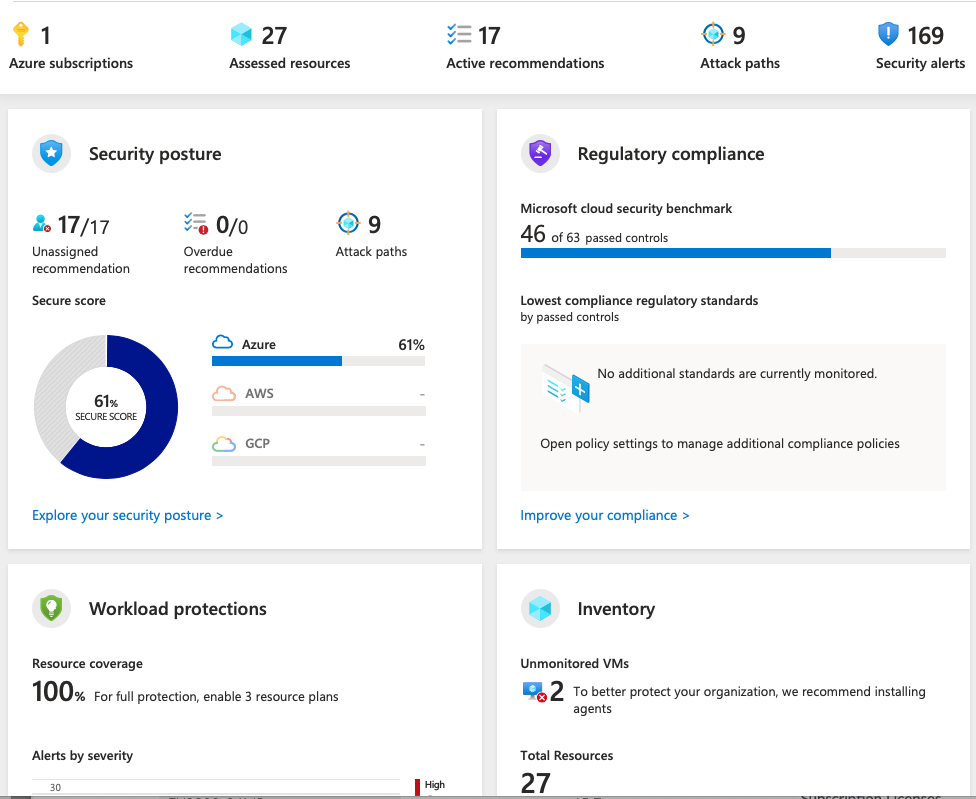 1
Azure subscriptions
27
Assessed resources
17
Active recommendations
9
Attack paths
169
Security alerts
Security posture
17/17
Unassigned
recommendation
0/0
Overdue
recommendations
9
Attack paths
Secure score
61%
SECURE SCORE
Azure 61%
AWS -
GCP -
Explore your security posture >
Regulatory compliance
Microsoft cloud security benchmark
46 of 63 passed controls
Lowest compliance regulatory standards
by passed controls
No additional standards are currently monitored.
Open policy settings to manage additional compliance policies
Improve your compliance >
Workload protections
Resource coverage
100% For full protection, enable 3 resource plans
Alerts by severity
30
High
Inventory
Unmonitored VMs
2 To better protect your organization, we recommend installing
agents
Total Resources
27